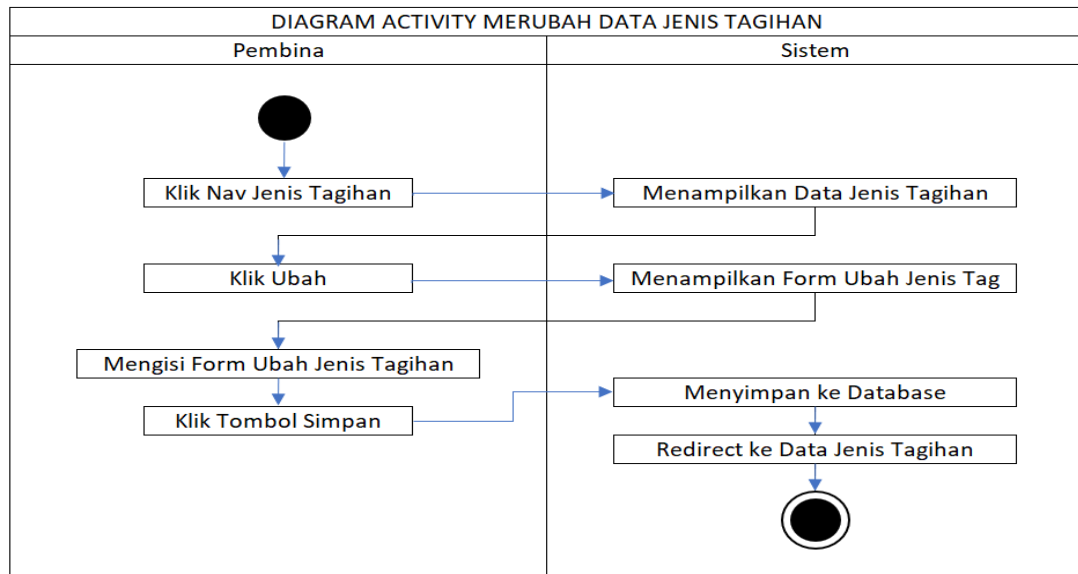 DIAGRAM ACTIVITY MERUBAH DATA JENIS TAGIHAN
Pembina
Sistem
Klik Nav Jenis Tagihan
Menampilkan Data Jenis Tagihan
Klik Ubah
Menampilkan Form Ubah Jenis Tag
Mengisi Form Ubah Jenis Tagihan
Klik Tombol Simpan
Menyimpan ke Database
Redirect ke Data Jenis Tagihan